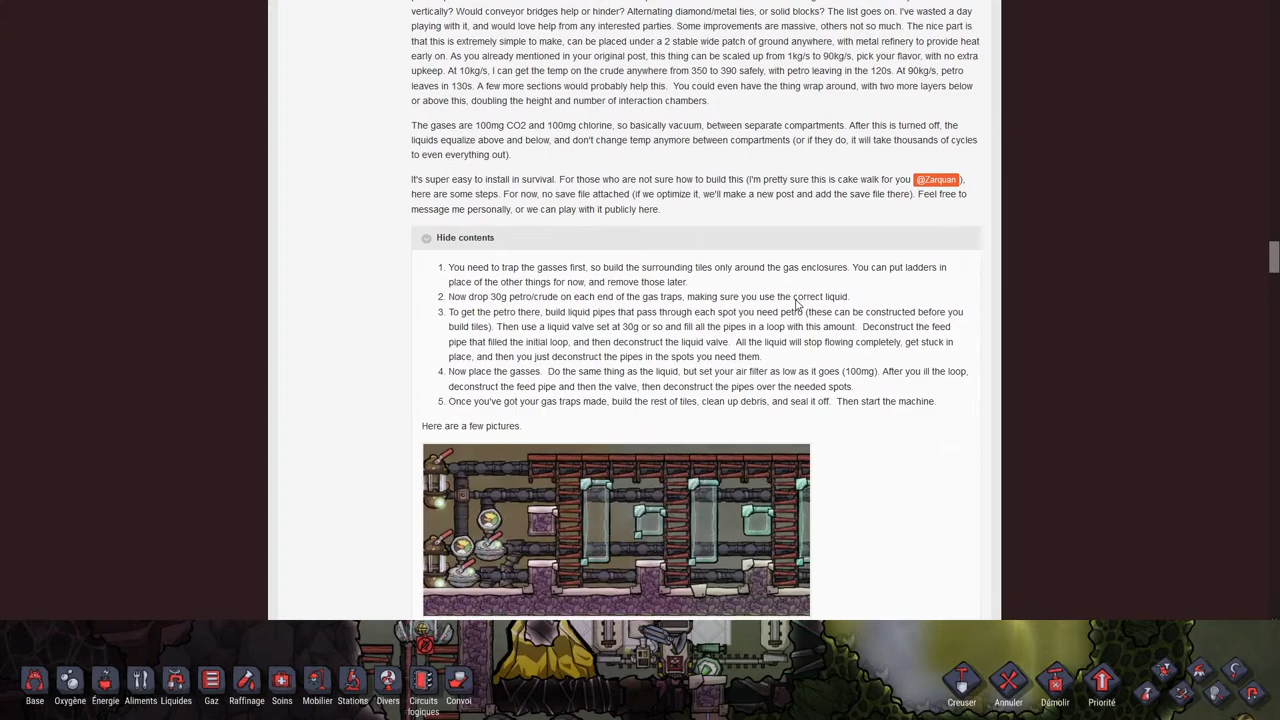 vertically? Would conveyor bridges help or hinder? Alternating diamond/metal ties, or solid blocks? The list goes on. I've wasted a day
playing with it, and would love help from any interested parties. Some improvements are massive, others not so much. The nice part is
that this is extremely simple to make, can be placed under a 2 stable wide patch of ground anywhere, with metal refinery to provide heat
early on. As you already mentioned in your original post, this thing can be scaled up from 1kg/s to 90kg/s, pick your flavor, with no extra
upkeep. At 10kg/s, I can get the temp on the crude anywhere from 350 to 390 safely, with petro leaving in the 120s. At 90kg/s, petro
leaves in 130s. A few more sections would probably help this. You could even have the thing wrap around, with two more layers below
or above this, doubling the height and number of interaction chambers.
The gases are 100mg CO2 and 100mg chlorine, so basically vacuum, between separate compartments. After this is turned off, the
liquids equalize above and below, and don't change temp anymore between compartments (or if they do, it will take thousands of cycles
to even everything out).
It's super easy to install in survival. For those who are not sure how to build this (I'm pretty sure this is cake walk for you @Zarquan ),
here are some steps. For now, no save file attached (if we optimize it, we'll make a new post and add the save file there). Feel free to
message me personally, or we can play with it publicly here.
Hide contents
1. You need to trap the gasses first, so build the surrounding tiles only around the gas enclosures. You can put ladders in
place of the other things for now, and remove those later.
2. Now drop 30g petro/crude on each end of the gas traps, making sure you use the correct liquid.
3. To get the petro there, build liquid pipes that pass through each spot you need petro (these can be constructed before you
build tiles). Then use a liquid valve set at 30g or so and fill all the pipes in a loop with this amount. Deconstruct the feed
pipe that filled the initial loop, and then deconstruct the liquid valve. All the liquid will stop flowing completely, get stuck in
place, and then you just deconstruct the pipes in the spots you need them.
4. Now place the gasses. Do the same thing as the liquid, but set your air filter as low as it goes (100mg). After you ill the loop,
deconstruct the feed pipe and then the valve, then deconstruct the pipes over the needed spots.
5. Once you've got your gas traps made, build the rest of tiles, clean up debris, and seal it off. Then start the machine.
Here are a few pictures.
Base Oxygène Énergie Aliments Liquides Gaz Raffinage Soins Mobilier Stations Divers Circuits logiques Convoi Creuser Annuler Démolir Priorité